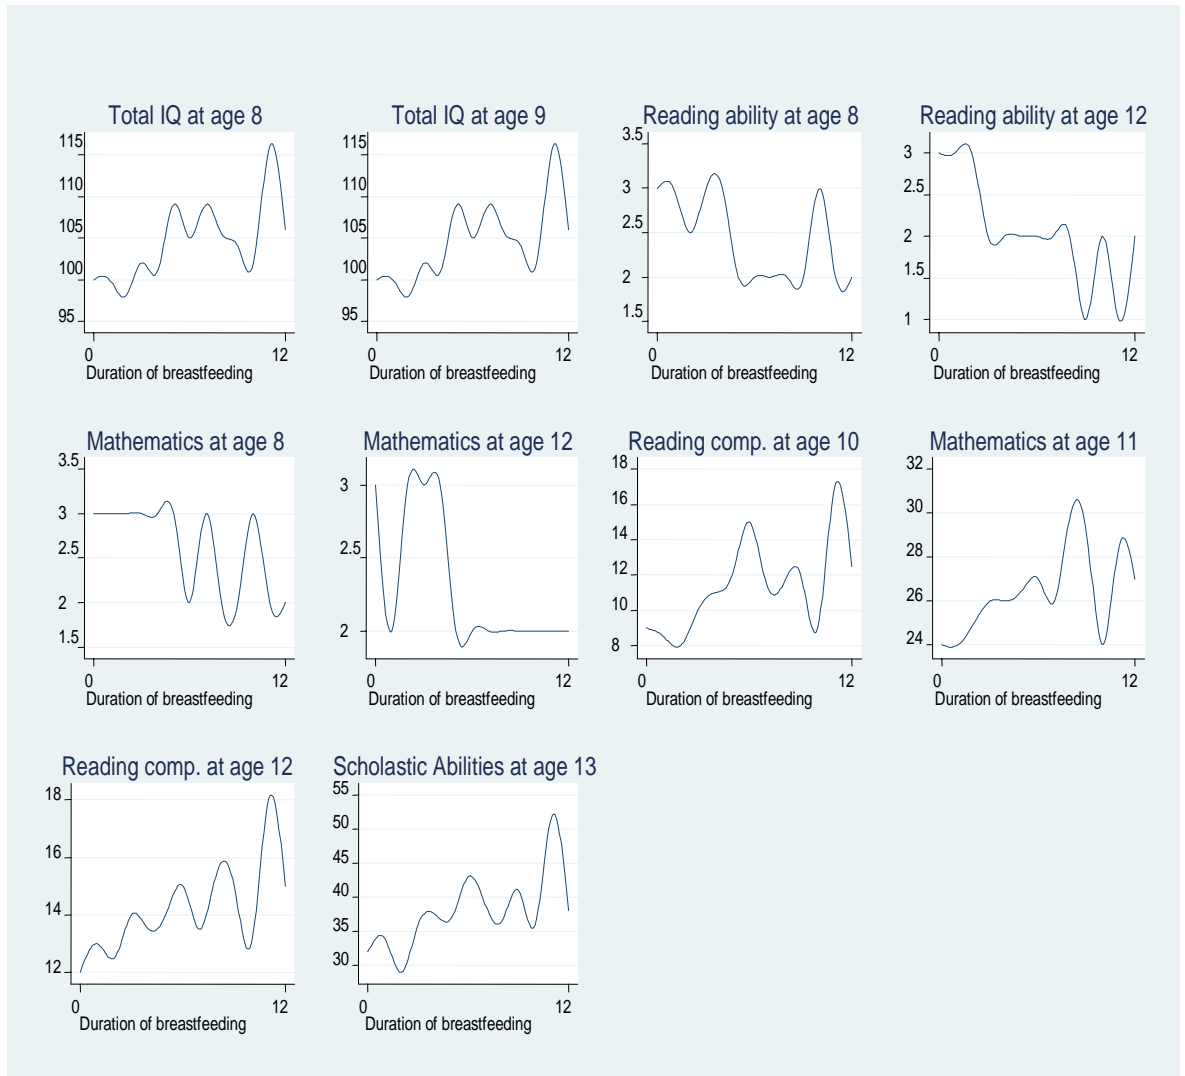 Total IQ at age 8
115
110
105
100
95
0 12
Duration of breastfeeding
Total IQ at age 9
115
110
105
100
95
0 12
Duration of breastfeeding
Reading ability at age 8
3.5
3
2.5
2
1.5
0 12
Duration of breastfeeding
Reading ability at age 12
3
2.5
2
1.5
1
0 12
Duration of breastfeeding
Mathematics at age 8
3.5
3
2.5
2
1.5
0 12
Duration of breastfeeding
Mathematics at age 12
3
2.5
2
0 12
Duration of breastfeeding
Reading comp. at age 10
18
16
14
12
10
8
0 12
Duration of breastfeeding
Mathematics at age 11
32
30
28
26
24
0 12
Duration of breastfeeding
Reading comp. at age 12
18
16
14
12
0 12
Duration of breastfeeding
Scholastic Abilities at age 13
55
50
45
40
35
30
0 12
Duration of breastfeeding